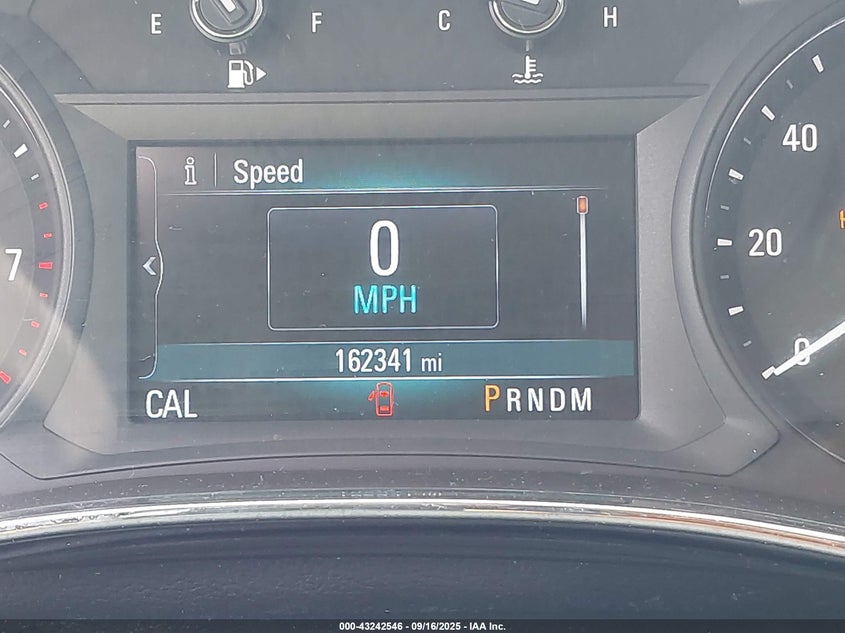 E F C H
i Speed
40
0
MPH
7
20
162341 mi
0
CAL PRNDM
000-43242546 - 09/16/2025 - IAA Inc.